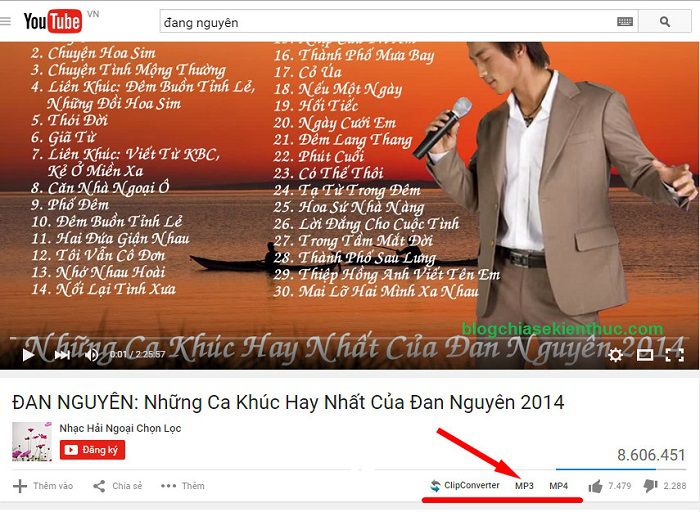 YouTube VN
đang nguyên
2. Chuyện Hoa Sim
3. Chuyện Tình Mộng Thường
4. Liên Khúc: Đêm Buồn Tỉnh Lẻ,
Những Đồi Hoa Sim
5. Thói Đời
6. Giã Từ
7. Liên Khúc: Viết Từ KBC,
Kẻ Ở Miền Xa
8. Căn Nhà Ngoại Ô
9. Phố Đêm
10. Đêm Buồn Tỉnh Lẻ
11. Hai Đứa Giận Nhau
12. Tôi Vẫn Cô Đơn
13. Nhớ Nhau Hoài
14. Nối Lại Tình Xưa
16. Thành Phố Mưa Bay
17. Cỏ Úa
18. Nếu Một Ngày
19. Hối Tiếc
20. Ngày Cưới Em
21. Đêm Lang Thang
22. Phút Cuối
23. Có Thế Thôi
24. Tạ Từ Trong Đêm
25. Hoa Sứ Nhà Nàng
26. Lời Đắng Cho Cuộc Tình
27. Trong Tầm Mắt Đời
28. Thành Phố Sau Lưng
29. Thiệp Hồng Anh Viết Tên Em
30. Mai Lỡ Hai Mình Xa Nhau
blogchiasekienthuc.com
Những Ca Khúc Hay Nhất Của Đan Nguyên 2014
0:01 / 2:25:57
ĐAN NGUYÊN: Những Ca Khúc Hay Nhất Của Đan Nguyên 2014
Nhạc Hải Ngoại Chọn Lọc
Đăng ký
8.606.451
Thêm vào Chia sẻ Thêm ClipConverter MP3 MP4 7.479 2.288